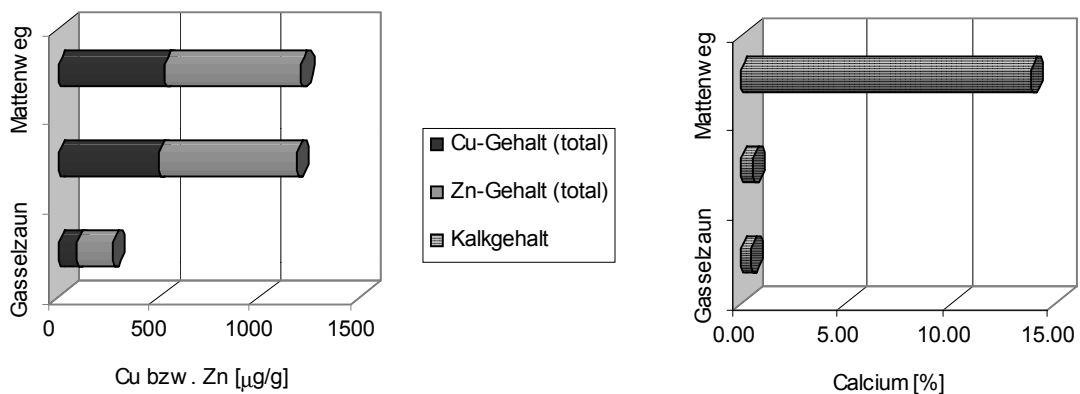 Mattenweg
Gasselzaun
0 500 1000 1500
Cu bzw. Zn [µg/g]
Cu-Gehalt (total)
Zn-Gehalt (total)
Kalkgehalt
Mattenweg
Gasselzaun
0.00 5.00 10.00 15.00
Calcium [%]